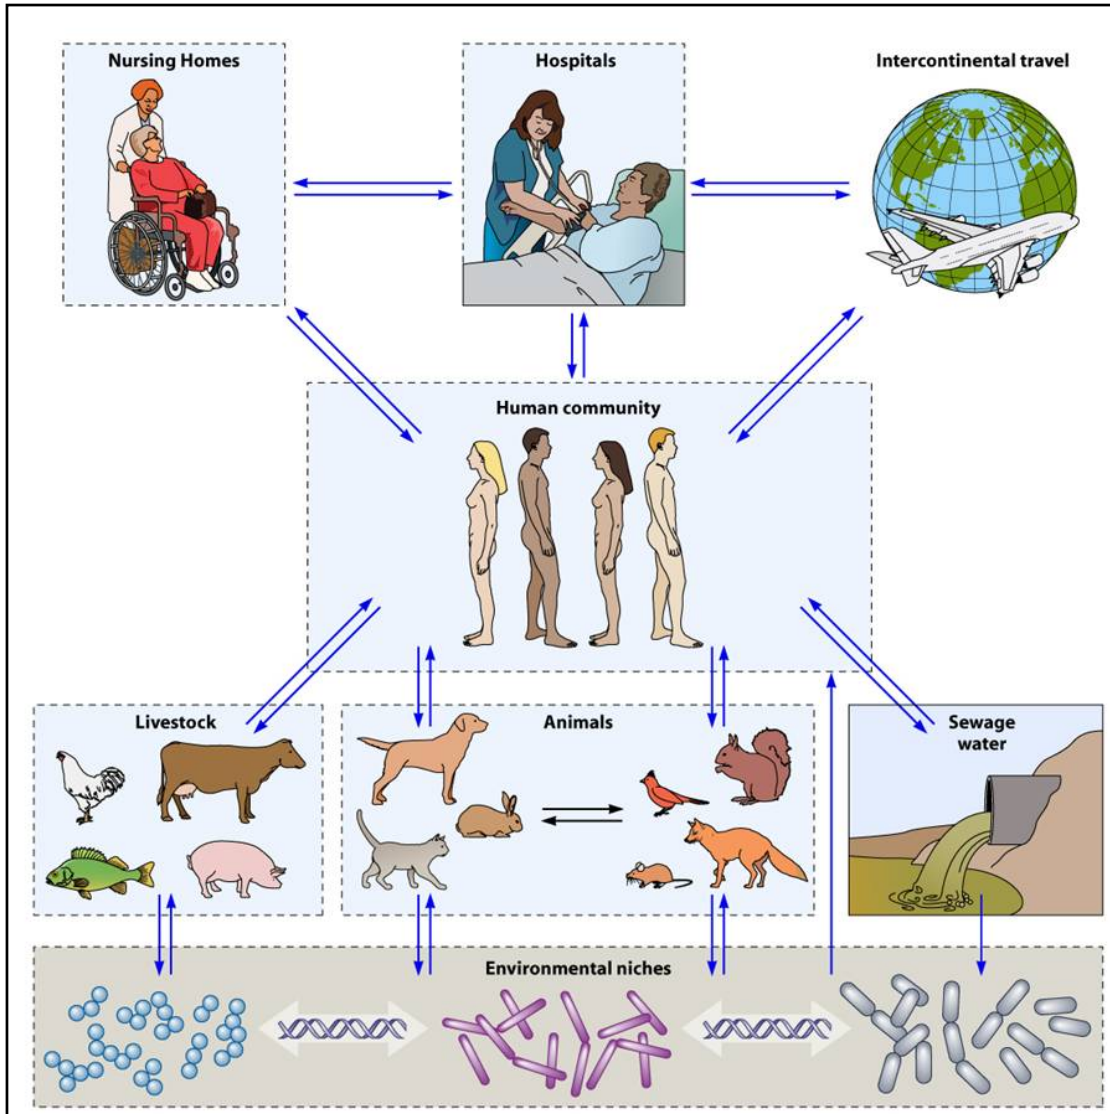 Nursing Homes
Hospitals
Intercontinental travel
Human community
Livestock
Animals
Sewage
water
Environmental niches